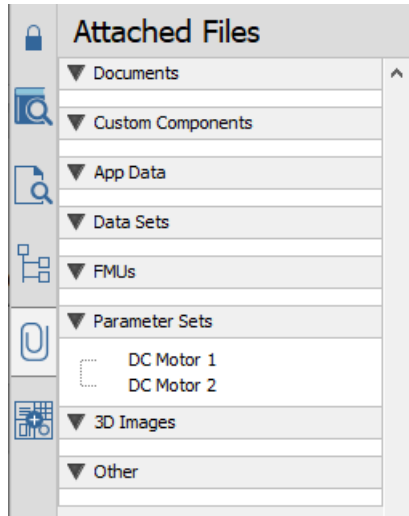 Attached Files
Documents
Custom Components
App Data
Data Sets
FMUs
Parameter Sets
DC Motor 1
DC Motor 2
3D Images
Other